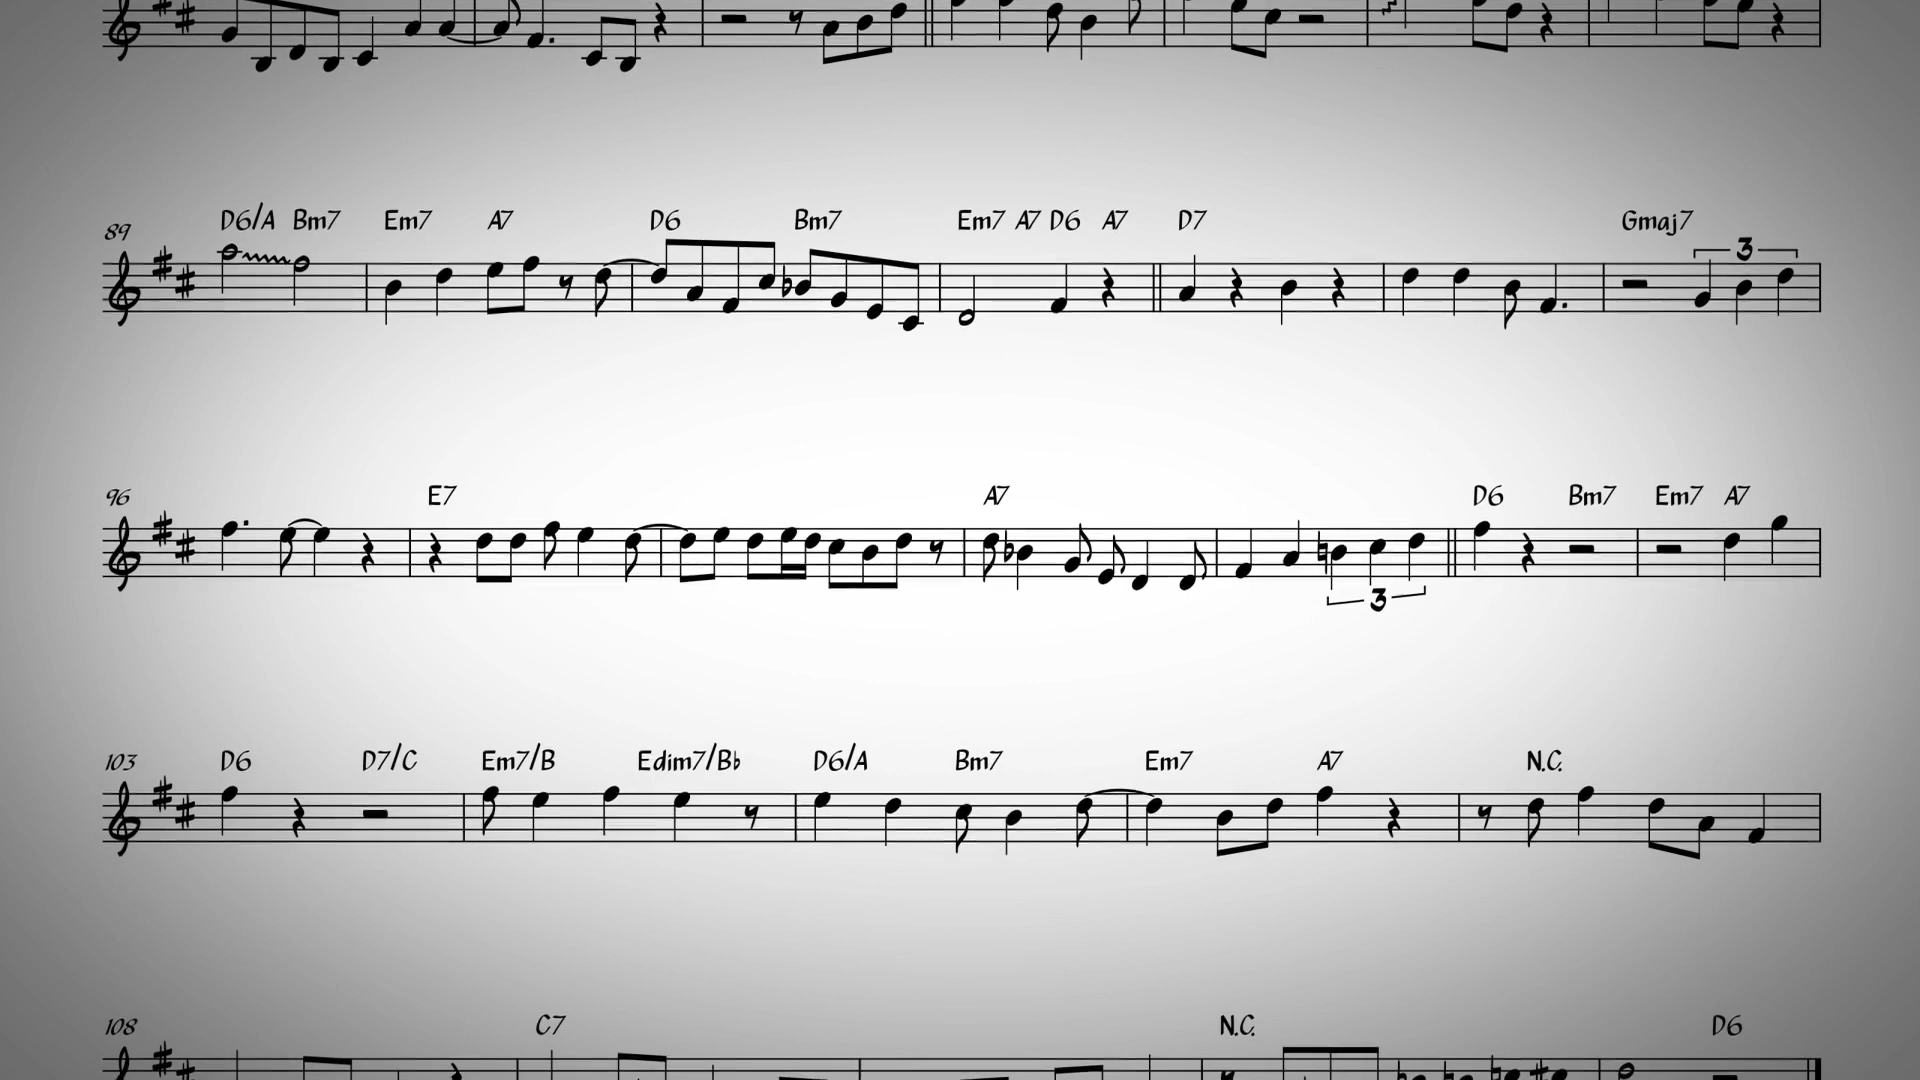 D6/A Bm7 Em7 A7 D6 Bm7 Em7 A7 D6 A7 D7 Gmaj7
89
3
E7 A7 D6 Bm7 Em7 A7
96
3
D6 D7/C Em7/B Edim7/B♭ D6/A Bm7 Em7 A7 N.C.
103
C7 N.C. D6
108